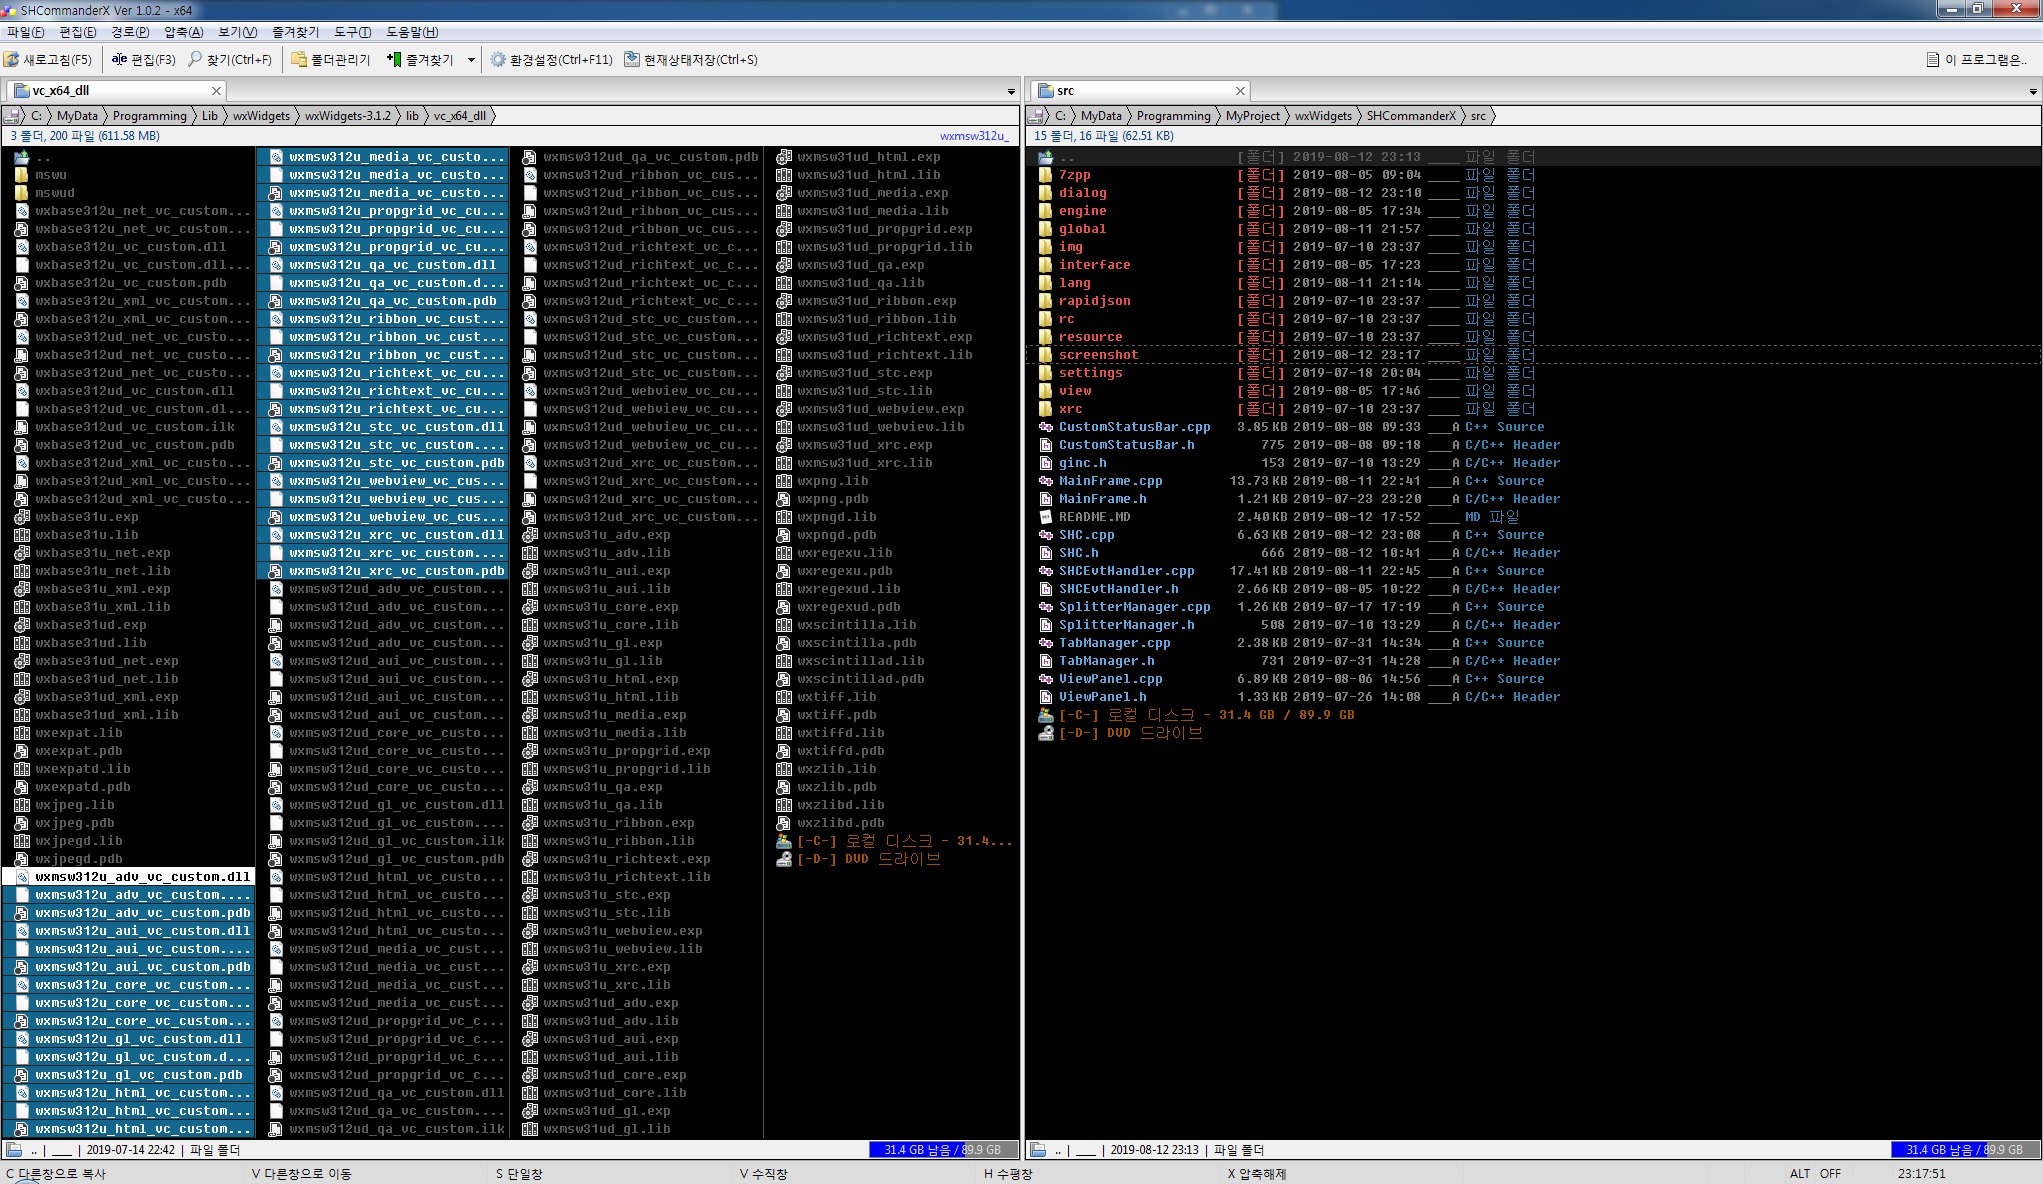 SHCommanderX Ver 1.0.2 - x64
파일(F) 편집(E) 경로(P) 압축(A) 보기(V) 즐겨찾기 도구(T) 도움말(H)
새로고침(F5) a|e 편집(F3) 찾기(Ctrl+F) 폴더관리기 즐겨찾기 환경설정(Ctrl+F11) 현재상태저장(Ctrl+S) 이 프로그램은..
vc_x64_dll
C: MyData Programming Lib wxWidgets wxWidgets-3.1.2 lib vc_x64_dll
3 폴더, 200 파일 (611.58 MB) wxmsw312u_
..
mswu
mswud
wxbase312u_net_vc_custom...
wxbase312u_net_vc_custom...
wxbase312u_vc_custom.dll
wxbase312u_vc_custom.dll...
wxbase312u_vc_custom.pdb
wxbase312u_xml_vc_custom...
wxbase312u_xml_vc_custom...
wxbase312ud_net_vc_custo...
wxbase312ud_net_vc_custo...
wxbase312ud_net_vc_custo...
wxbase312ud_vc_custom.dll
wxbase312ud_vc_custom.dl...
wxbase312ud_vc_custom.ilk
wxbase312ud_vc_custom.pdb
wxbase312ud_xml_vc_custo...
wxbase312ud_xml_vc_custo...
wxbase312ud_xml_vc_custo...
wxbase31u.exp
wxbase31u.lib
wxbase31u_net.exp
wxbase31u_net.lib
wxbase31u_xml.exp
wxbase31u_xml.lib
wxbase31ud.exp
wxbase31ud.lib
wxbase31ud_net.exp
wxbase31ud_net.lib
wxbase31ud_xml.exp
wxbase31ud_xml.lib
wxexpat.lib
wxexpat.pdb
wxexpatd.lib
wxexpatd.pdb
wxjpeg.lib
wxjpeg.pdb
wxjpegd.lib
wxjpegd.pdb
wxmsw312u_adv_vc_custom.dll
wxmsw312u_adv_vc_custom....
wxmsw312u_adv_vc_custom.pdb
wxmsw312u_aui_vc_custom.dll
wxmsw312u_aui_vc_custom....
wxmsw312u_aui_vc_custom.pdb
wxmsw312u_core_vc_custom...
wxmsw312u_core_vc_custom...
wxmsw312u_core_vc_custom...
wxmsw312u_gl_vc_custom.dll
wxmsw312u_gl_vc_custom.d...
wxmsw312u_gl_vc_custom.pdb
wxmsw312u_html_vc_custom...
wxmsw312u_html_vc_custom...
wxmsw312u_html_vc_custom...
wxmsw312u_media_vc_custo...
wxmsw312u_media_vc_custo...
wxmsw312u_media_vc_custo...
wxmsw312u_propgrid_vc_cu...
wxmsw312u_propgrid_vc_cu...
wxmsw312u_propgrid_vc_cu...
wxmsw312u_qa_vc_custom.dll
wxmsw312u_qa_vc_custom.d...
wxmsw312u_qa_vc_custom.pdb
wxmsw312u_ribbon_vc_cust...
wxmsw312u_ribbon_vc_cust...
wxmsw312u_ribbon_vc_cust...
wxmsw312u_richtext_vc_cu...
wxmsw312u_richtext_vc_cu...
wxmsw312u_richtext_vc_cu...
wxmsw312u_stc_vc_custom.dll
wxmsw312u_stc_vc_custom....
wxmsw312u_stc_vc_custom.pdb
wxmsw312u_webview_vc_cus...
wxmsw312u_webview_vc_cus...
wxmsw312u_webview_vc_cus...
wxmsw312u_xrc_vc_custom.dll
wxmsw312u_xrc_vc_custom....
wxmsw312u_xrc_vc_custom.pdb
wxmsw312ud_adv_vc_custom...
wxmsw312ud_adv_vc_custom...
wxmsw312ud_adv_vc_custom...
wxmsw312ud_adv_vc_custom...
wxmsw312ud_aui_vc_custom...
wxmsw312ud_aui_vc_custom...
wxmsw312ud_aui_vc_custom...
wxmsw312ud_aui_vc_custom...
wxmsw312ud_core_vc_custo...
wxmsw312ud_core_vc_custo...
wxmsw312ud_core_vc_custo...
wxmsw312ud_core_vc_custo...
wxmsw312ud_gl_vc_custom.dll
wxmsw312ud_gl_vc_custom....
wxmsw312ud_gl_vc_custom.ilk
wxmsw312ud_gl_vc_custom.pdb
wxmsw312ud_html_vc_custo...
wxmsw312ud_html_vc_custo...
wxmsw312ud_html_vc_custo...
wxmsw312ud_html_vc_custo...
wxmsw312ud_media_vc_cust...
wxmsw312ud_media_vc_cust...
wxmsw312ud_media_vc_cust...
wxmsw312ud_media_vc_cust...
wxmsw312ud_propgrid_vc_c...
wxmsw312ud_propgrid_vc_c...
wxmsw312ud_propgrid_vc_c...
wxmsw312ud_propgrid_vc_c...
wxmsw312ud_qa_vc_custom.dll
wxmsw312ud_qa_vc_custom....
wxmsw312ud_qa_vc_custom.ilk
wxmsw312ud_qa_vc_custom.pdb
wxmsw312ud_ribbon_vc_cus...
wxmsw312ud_ribbon_vc_cus...
wxmsw312ud_ribbon_vc_cus...
wxmsw312ud_ribbon_vc_cus...
wxmsw312ud_richtext_vc_c...
wxmsw312ud_richtext_vc_c...
wxmsw312ud_richtext_vc_c...
wxmsw312ud_richtext_vc_c...
wxmsw312ud_stc_vc_custom...
wxmsw312ud_stc_vc_custom...
wxmsw312ud_stc_vc_custom...
wxmsw312ud_stc_vc_custom...
wxmsw312ud_webview_vc_cu...
wxmsw312ud_webview_vc_cu...
wxmsw312ud_webview_vc_cu...
wxmsw312ud_webview_vc_cu...
wxmsw312ud_xrc_vc_custom...
wxmsw312ud_xrc_vc_custom...
wxmsw312ud_xrc_vc_custom...
wxmsw312ud_xrc_vc_custom...
wxmsw31u_adv.exp
wxmsw31u_adv.lib
wxmsw31u_aui.exp
wxmsw31u_aui.lib
wxmsw31u_core.exp
wxmsw31u_core.lib
wxmsw31u_gl.exp
wxmsw31u_gl.lib
wxmsw31u_html.exp
wxmsw31u_html.lib
wxmsw31u_media.exp
wxmsw31u_media.lib
wxmsw31u_propgrid.exp
wxmsw31u_propgrid.lib
wxmsw31u_qa.exp
wxmsw31u_qa.lib
wxmsw31u_ribbon.exp
wxmsw31u_ribbon.lib
wxmsw31u_richtext.exp
wxmsw31u_richtext.lib
wxmsw31u_stc.exp
wxmsw31u_stc.lib
wxmsw31u_webview.exp
wxmsw31u_webview.lib
wxmsw31u_xrc.exp
wxmsw31u_xrc.lib
wxmsw31ud_adv.exp
wxmsw31ud_adv.lib
wxmsw31ud_aui.exp
wxmsw31ud_aui.lib
wxmsw31ud_core.exp
wxmsw31ud_core.lib
wxmsw31ud_gl.exp
wxmsw31ud_gl.lib
wxmsw31ud_html.exp
wxmsw31ud_html.lib
wxmsw31ud_media.exp
wxmsw31ud_media.lib
wxmsw31ud_propgrid.exp
wxmsw31ud_propgrid.lib
wxmsw31ud_qa.exp
wxmsw31ud_qa.lib
wxmsw31ud_ribbon.exp
wxmsw31ud_ribbon.lib
wxmsw31ud_richtext.exp
wxmsw31ud_richtext.lib
wxmsw31ud_stc.exp
wxmsw31ud_stc.lib
wxmsw31ud_webview.exp
wxmsw31ud_webview.lib
wxmsw31ud_xrc.exp
wxmsw31ud_xrc.lib
wxpng.lib
wxpng.pdb
wxpngd.lib
wxpngd.pdb
wxregexu.lib
wxregexu.pdb
wxregexud.lib
wxregexud.pdb
wxscintilla.lib
wxscintilla.pdb
wxscintillad.lib
wxscintillad.pdb
wxtiff.lib
wxtiff.pdb
wxtiffd.lib
wxtiffd.pdb
wxzlib.lib
wxzlib.pdb
wxzlibd.lib
wxzlibd.pdb
[-C-] 로컬 디스크 - 31.4...
[-D-] DVD 드라이브
.. | ____ | 2019-07-14 22:42 | 파일 폴더 31.4 GB 남음 / 89.9 GB
src
C: MyData Programming MyProject wxWidgets SHCommanderX src
15 폴더, 16 파일 (62.51 KB)
.. [폴더] 2019-08-12 23:13 ____ 파일 폴더
7zpp [폴더] 2019-08-05 09:04 ____ 파일 폴더
dialog [폴더] 2019-08-12 23:10 ____ 파일 폴더
engine [폴더] 2019-08-05 17:34 ____ 파일 폴더
global [폴더] 2019-08-11 21:57 ____ 파일 폴더
img [폴더] 2019-07-10 23:37 ____ 파일 폴더
interface [폴더] 2019-08-05 17:23 ____ 파일 폴더
lang [폴더] 2019-08-11 21:14 ____ 파일 폴더
rapidjson [폴더] 2019-07-10 23:37 ____ 파일 폴더
rc [폴더] 2019-07-10 23:37 ____ 파일 폴더
resource [폴더] 2019-07-10 23:37 ____ 파일 폴더
screenshot [폴더] 2019-08-12 23:17 ____ 파일 폴더
settings [폴더] 2019-07-18 20:04 ____ 파일 폴더
view [폴더] 2019-08-05 17:46 ____ 파일 폴더
xrc [폴더] 2019-07-10 23:37 ____ 파일 폴더
CustomStatusBar.cpp 3.85 KB 2019-08-08 09:33 ___A C++ Source
CustomStatusBar.h 775 2019-08-08 09:18 ___A C/C++ Header
ginc.h 153 2019-07-10 13:29 ___A C/C++ Header
MainFrame.cpp 13.73 KB 2019-08-11 22:41 ___A C++ Source
MainFrame.h 1.21 KB 2019-07-23 23:20 ___A C/C++ Header
README.MD 2.40 KB 2019-08-12 17:52 ____ MD 파일
SHC.cpp 6.63 KB 2019-08-12 23:08 ___A C++ Source
SHC.h 666 2019-08-12 10:41 ___A C/C++ Header
SHCEvtHandler.cpp 17.41 KB 2019-08-11 22:45 ___A C++ Source
SHCEvtHandler.h 2.66 KB 2019-08-05 10:22 ___A C/C++ Header
SplitterManager.cpp 1.26 KB 2019-07-17 17:19 ___A C++ Source
SplitterManager.h 508 2019-07-10 13:29 ___A C/C++ Header
TabManager.cpp 2.38 KB 2019-07-31 14:34 ___A C++ Source
TabManager.h 731 2019-07-31 14:28 ___A C/C++ Header
ViewPanel.cpp 6.89 KB 2019-08-06 14:56 ___A C++ Source
ViewPanel.h 1.33 KB 2019-07-26 14:08 ___A C/C++ Header
[-C-] 로컬 디스크 - 31.4 GB / 89.9 GB
[-D-] DVD 드라이브
.. | ____ | 2019-08-12 23:13 | 파일 폴더 31.4 GB 남음 / 89.9 GB
C 다른창으로 복사 V 다른창으로 이동 S 단일창 V 수직창 H 수평창 X 압축해제 ALT OFF 23:17:51